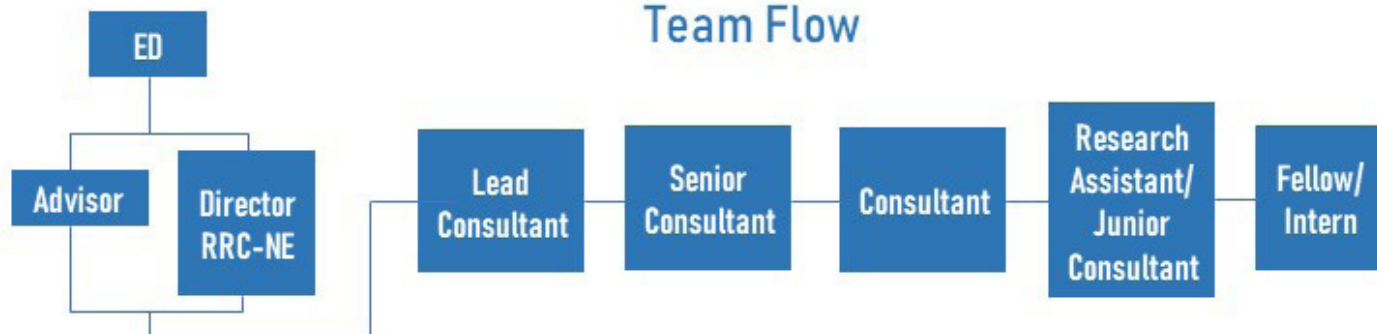 Team Flow
ED
Advisor
Director
RRC-NE
Lead
Consultant
Senior
Consultant
Consultant
Research
Assistant/
Junior
Consultant
Fellow/
Intern